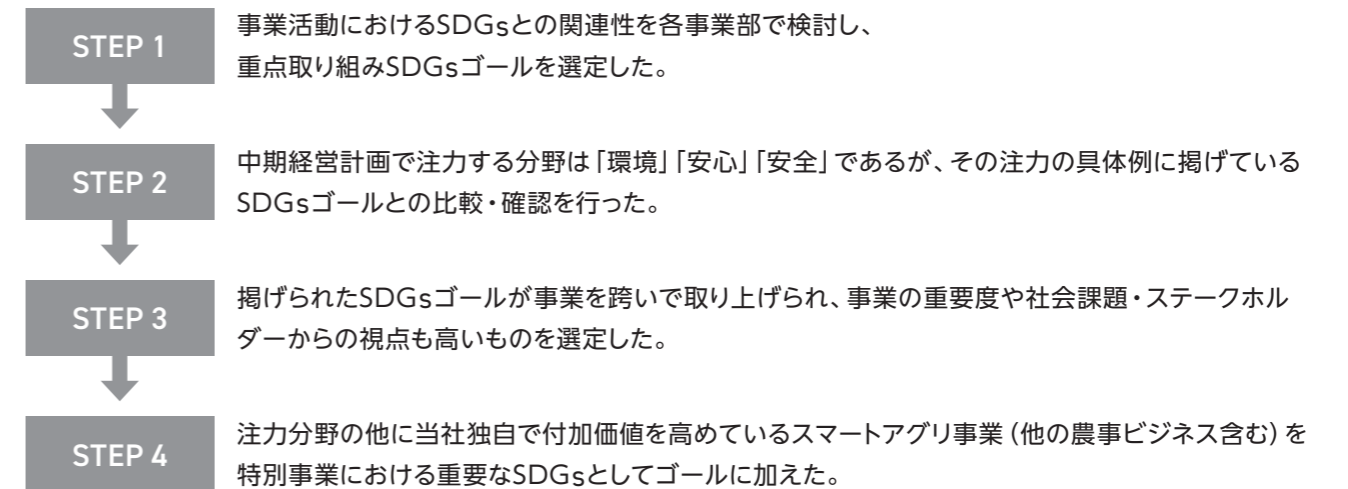 STEP 1
事業活動におけるSDGsとの関連性を各事業部で検討し、
重点取り組みSDGsゴールを選定した。
STEP 2
中期経営計画で注力する分野は「環境」「安心」「安全」であるが、その注力の具体例に掲げている
SDGsゴールとの比較・確認を行った。
STEP 3
掲げられたSDGsゴールが事業を跨いで取り上げられ、事業の重要度や社会課題・ステークホル
ダーからの視点も高いものを選定した。
STEP 4
注力分野の他に当社独自で付加価値を高めているスマートアグリ事業（他の農事ビジネス含む）を
特別事業における重要なSDGsとしてゴールに加えた。